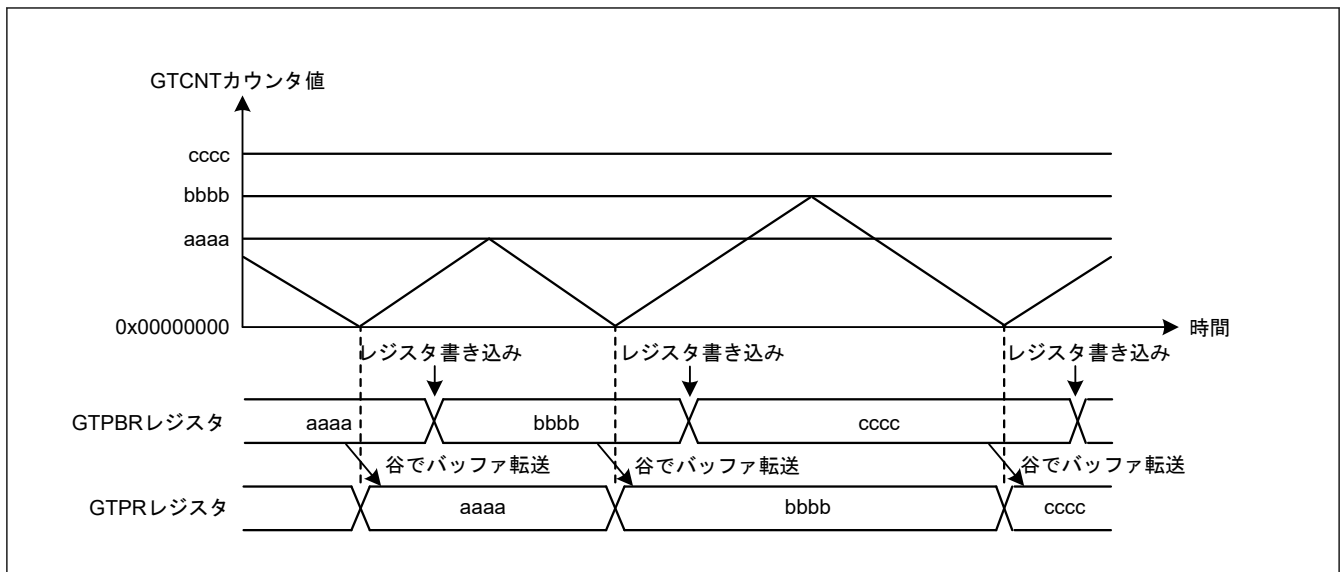 GTCNTカウンタ値
cccc
bbbb
aaaa
0x00000000
時間
レジスタ書き込み レジスタ書き込み レジスタ書き込み
GTPBRレジスタ aaaa bbbb cccc
谷でバッファ転送 谷でバッファ転送 谷でバッファ転送
GTPRレジスタ aaaa bbbb cccc